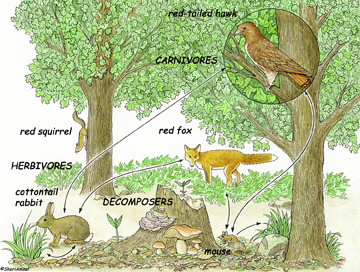 red-tailed hawk
CARNIVORES
red squirrel
red fox
HERBIVORES
cottontail
rabbit
DECOMPOSERS
mouse
©SheriAmsel